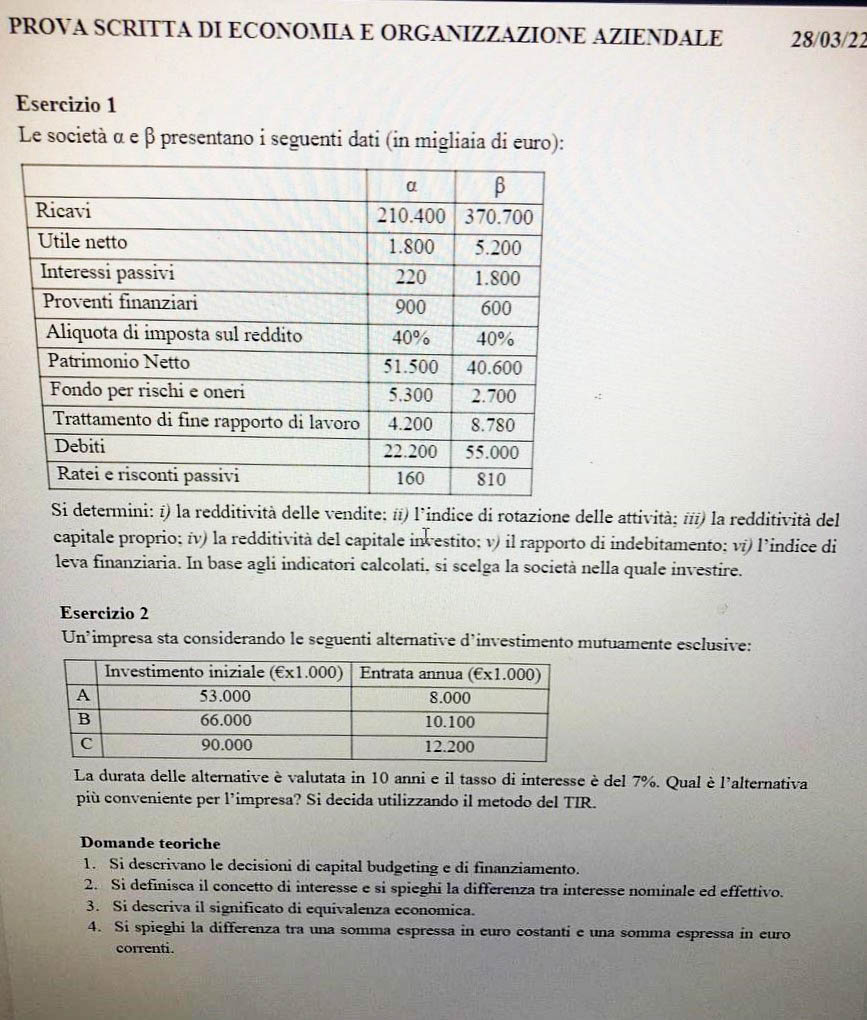 PROVA SCRITTA DI ECONOMIA E ORGANIZZAZIONE AZIENDALE 28/03/22
Esercizio 1
Le società α e β presentano i seguenti dati (in migliaia di euro):
α β
Ricavi 210.400 370.700
Utile netto 1.800 5.200
Interessi passivi 220 1.800
Proventi finanziari 900 600
Aliquota di imposta sul reddito 40% 40%
Patrimonio Netto 51.500 40.600
Fondo per rischi e oneri 5.300 2.700
Trattamento di fine rapporto di lavoro 4.200 8.780
Debiti 22.200 55.000
Ratei e risconti passivi 160 810
Si determini: i) la redditività delle vendite; ii) l'indice di rotazione delle attività; iii) la redditività del
capitale proprio; iv) la redditività del capitale investito; v) il rapporto di indebitamento; vi) l'indice di
leva finanziaria. In base agli indicatori calcolati, si scelga la società nella quale investire.
Esercizio 2
Un'impresa sta considerando le seguenti alternative d'investimento mutuamente esclusive:
Investimento iniziale (€x1.000) Entrata annua (€x1.000)
A 53.000 8.000
B 66.000 10.100
C 90.000 12.200
La durata delle alternative è valutata in 10 anni e il tasso di interesse è del 7%. Qual è l'alternativa
più conveniente per l'impresa? Si decida utilizzando il metodo del TIR.
Domande teoriche
1. Si descrivano le decisioni di capital budgeting e di finanziamento.
2. Si definisca il concetto di interesse e si spieghi la differenza tra interesse nominale ed effettivo.
3. Si descriva il significato di equivalenza economica.
4. Si spieghi la differenza tra una somma espressa in euro costanti e una somma espressa in euro
correnti.